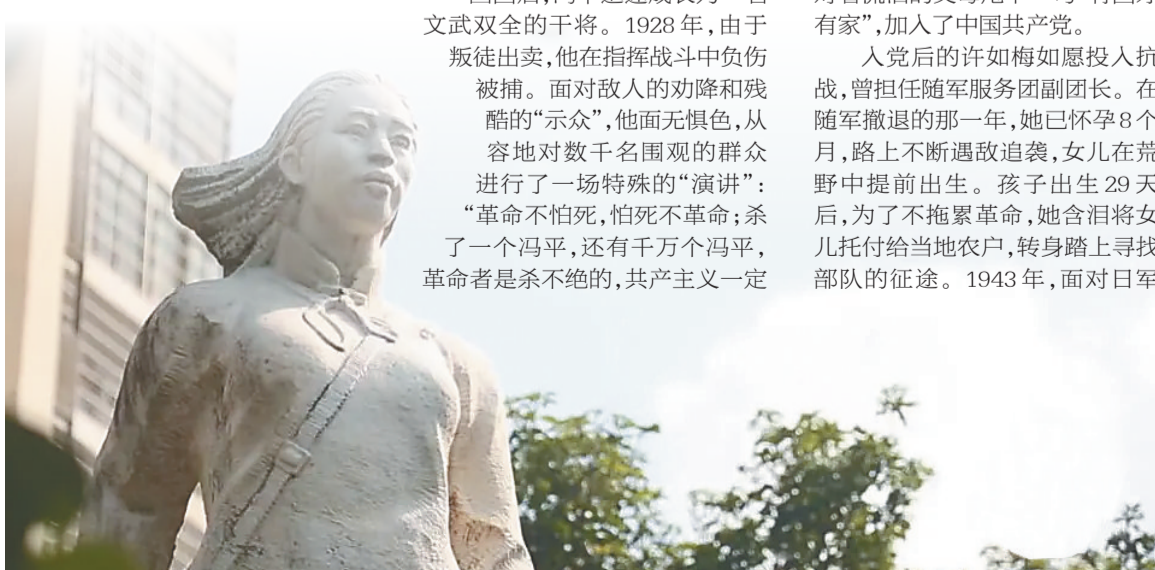 文武双全的干将。1928年,由于
叛徒出卖,他在指挥战斗中负伤
被捕。面对敌人的劝降和残
酷的“示众”,他面无惧色,从
容地对数千名围观的群众
进行了一场特殊的“演讲”:
“革命不怕死,怕死不革命;杀
了一个冯平,还有千万个冯平,
革命者是杀不绝的,共产主义一定
有家”,加入了中国共产党。
入党后的许如梅如愿投入抗
战,曾担任随军服务团副团长。在
随军撤退的那一年,她已怀孕8个
月,路上不断遇敌追袭,女儿在荒
野中提前出生。孩子出生29天
后,为了不拖累革命,她含泪将女
儿托付给当地农户,转身踏上寻找
部队的征途。1943年,面对日军